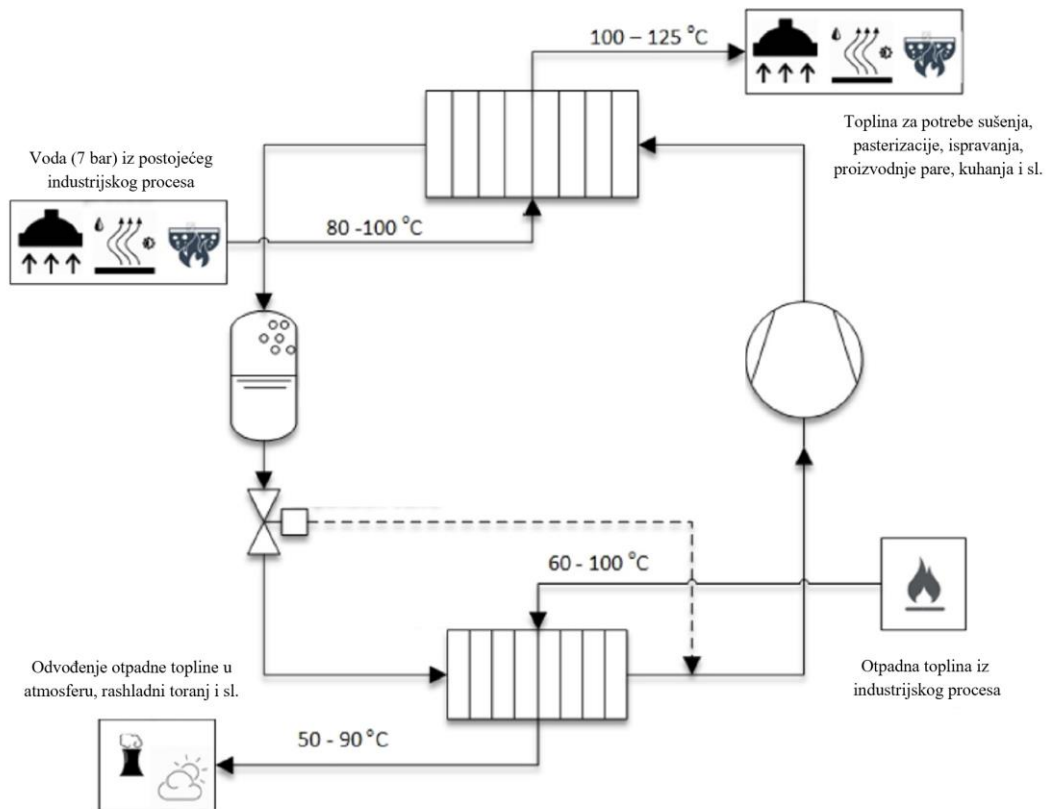 100 – 125 °C
Toplina za potrebe sušenja,
pasterizacije, ispravanja,
proizvodnje pare, kuhanja i sl.
Voda (7 bar) iz postojećeg
industrijskog procesa
80 -100 °C
60 - 100 °C
Otpadna toplina iz
industrijskog procesa
Odvođenje otpadne topline u
atmosferu, rashladni toranj i sl.
50 - 90 °C